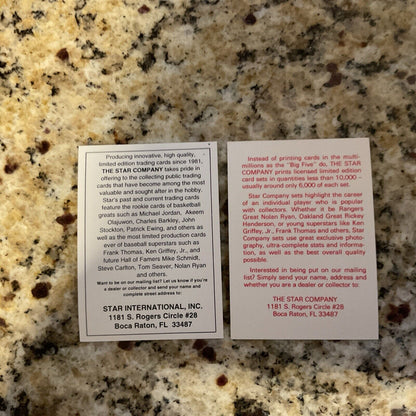 Producing innovative, high quality,
limited edition trading cards since 1981,
THE STAR COMPANY takes pride in
offering to the collecting public trading
cards that have become among the most
valuable and sought after in the hobby.
Star's past and current trading cards
feature the rookie cards of basketball
greats such as Michael Jordan, Akeem
Olajuwon, Charles Barkley, John
Stockton, Patrick Ewing, and others as
well as the most limited production cards
ever of baseball superstars such as
Frank Thomas, Ken Griffey, Jr., and
future Hall of Famers Mike Schmidt,
Steve Carlton, Tom Seaver, Nolan Ryan
and others.
Want to be on our mailing list? Let us know if you're
a dealer or collector and send your name and
complete street address to:
STAR INTERNATIONAL, INC.
1181 S. Rogers Circle #28
Boca Raton, FL 33487
Instead of printing cards in the multi-
millions as the "Big Five" do, THE STAR
COMPANY prints licensed limited edition
card sets in quantities less than 10,000 -
usually around only 6,000 of each set.
Star Company sets highlight the career
of an individual player who is popular
with collectors. Whether it be Rangers
Great Nolan Ryan, Oakland Great Rickey
Henderson, or young superstars like Ken
Griffey, Jr., Frank Thomas and others, Star
Company sets use great exclusive photo-
graphy, ultra-complete stats and informa-
tion, as well as the best overall quality
possible.
Interested in being put on our mailing
list? Simply send your name, address and
whether you are a dealer or collector to:
THE STAR COMPANY
1181 S. Rogers Circle #28
Boca Raton, FL 33487